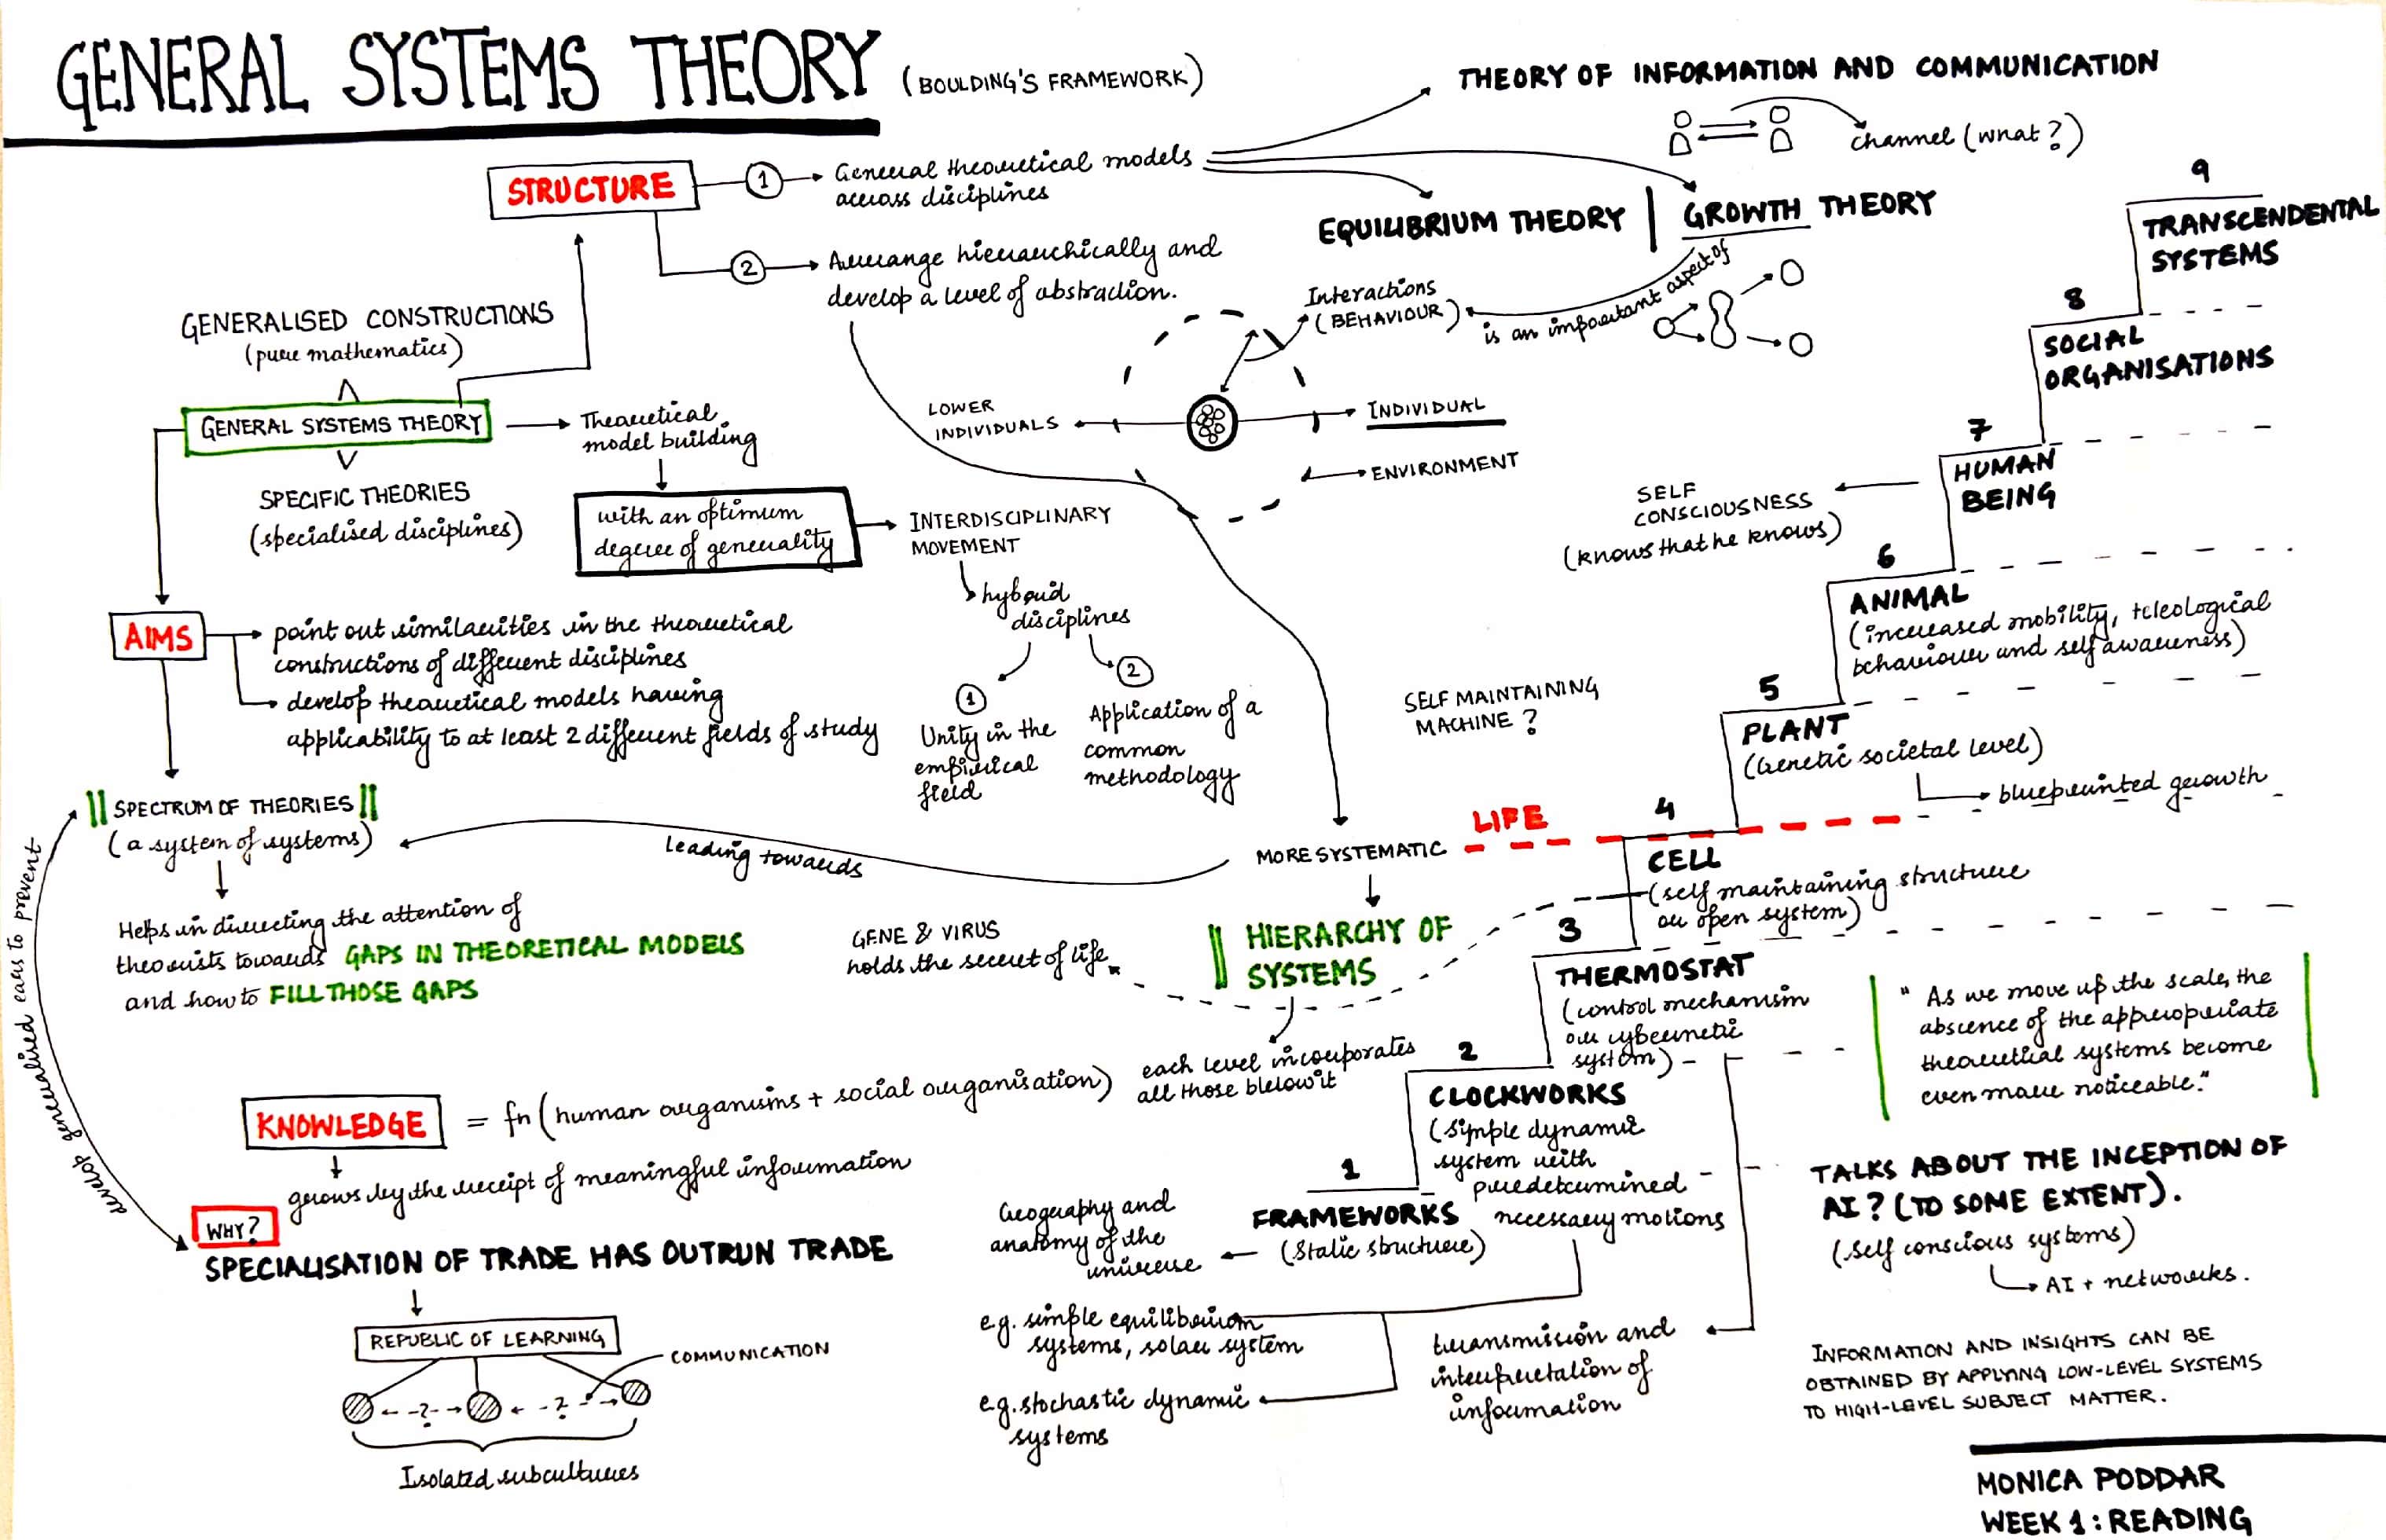 GENERAL SYSTEMS THEORY
(BOULDING'S FRAMEWORK)
STRUCTURE
1
General theoretical models
across disciplines
2
Arrange hierarchically and
develop a level of abstraction.
THEORY OF INFORMATION AND COMMUNICATION
channel (what?)
EQUILIBRIUM THEORY
GROWTH THEORY
is an important aspect of
Interactions
(BEHAVIOUR)
LOWER
INDIVIDUALS
INDIVIDUAL
ENVIRONMENT
GENERALISED CONSTRUCTIONS
(pure mathematics)
GENERAL SYSTEMS THEORY
SPECIFIC THEORIES
(specialised disciplines)
Theoretical
model building
with an optimum
degree of generality
INTERDISCIPLINARY
MOVEMENT
hybrid
disciplines
1
Unity in the
empirical
field
2
Application of a
common
methodology
AIMS
point out similarities in the theoretical
constructions of different disciplines
develop theoretical models having
applicability to at least 2 different fields of study
SPECTRUM OF THEORIES
(a system of systems)
Leading towards
Helps in directing the attention of
theorists towards GAPS IN THEORETICAL MODELS
and how to FILL THOSE GAPS
develop generalised ears to prevent
MORE SYSTEMATIC
HIERARCHY OF
SYSTEMS
each level incorporates
all those blelow it
GENE & VIRUS
holds the secret of life
KNOWLEDGE
= fn (human organisms + social organisation)
grows by the receipt of meaningful information
WHY?
SPECIALISATION OF TRADE HAS OUTRUN TRADE
REPUBLIC OF LEARNING
COMMUNICATION
?
?
Isolated subcultures
9
TRANSCENDENTAL
SYSTEMS
8
SOCIAL
ORGANISATIONS
7
HUMAN
BEING
SELF
CONSCIOUSNESS
(knows that he knows)
6
ANIMAL
(increased mobility, teleological
behaviour and self awareness)
5
PLANT
(Genetic societal level)
blueprinted growth
SELF MAINTAINING
MACHINE ?
LIFE
4
CELL
(self maintaining structure
or open system)
3
THERMOSTAT
(control mechanism
or cybernetic
system)
2
CLOCKWORKS
(simple dynamic
system with
predetermined
necessary motions
1
FRAMEWORKS
(static structure)
Geography and
anatomy of the
universe
e.g. simple equilibrium
systems, solar system
e.g. stochastic dynamic
systems
transmission and
interpretation of
information
" As we move up the scale, the
absence of the appropriate
theoretical systems become
even more noticeable."
TALKS ABOUT THE INCEPTION OF
AI? (TO SOME EXTENT).
(self conscious systems)
AI + networks.
INFORMATION AND INSIGHTS CAN BE
OBTAINED BY APPLYING LOW-LEVEL SYSTEMS
TO HIGH-LEVEL SUBJECT MATTER.
MONICA PODDAR
WEEK 1: READING